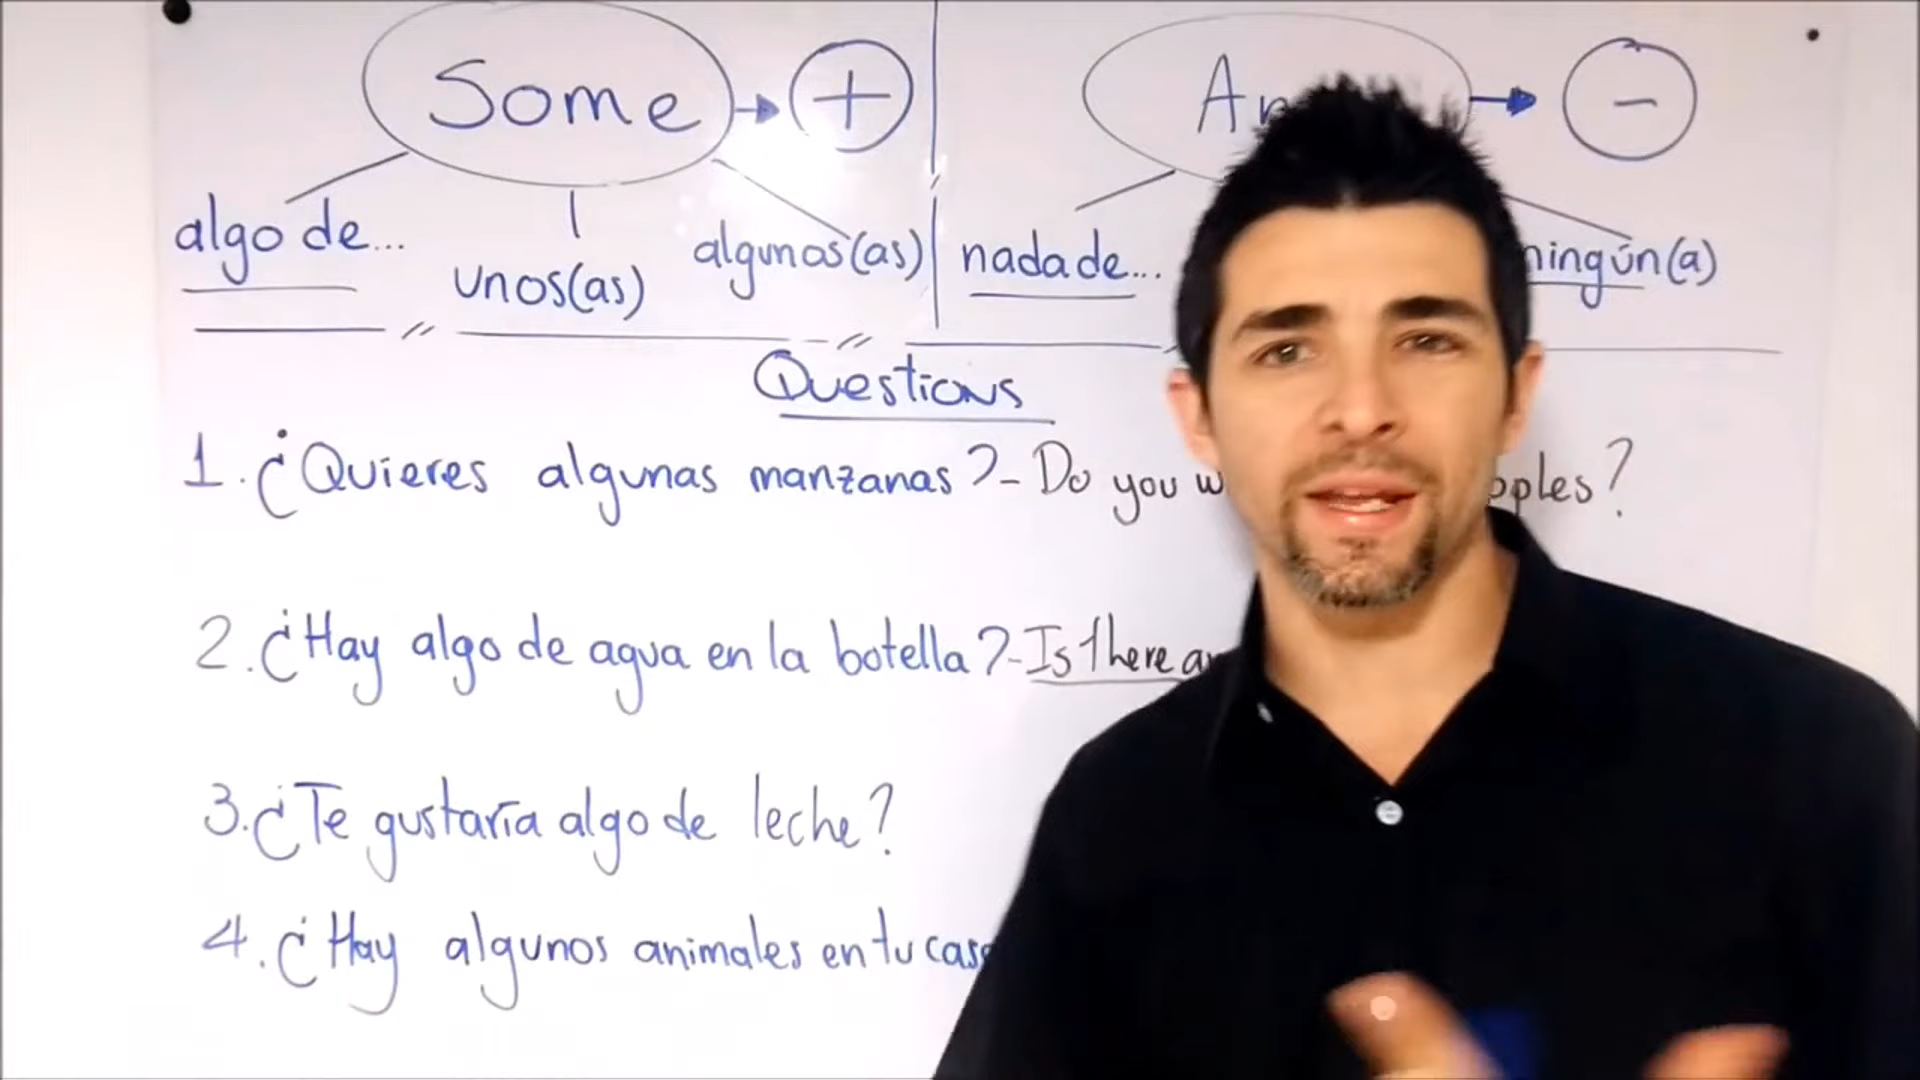 Some → +
→ -
algo de...
unos(as)
algunos(as)
nada de...
ningún(a)
Questions
1. ¿Quieres algunas manzanas? - Do you
2. ¿Hay algo de agua en la botella? - Is there
3. ¿Te gustaría algo de leche?
4. ¿Hay algunos animales en tu